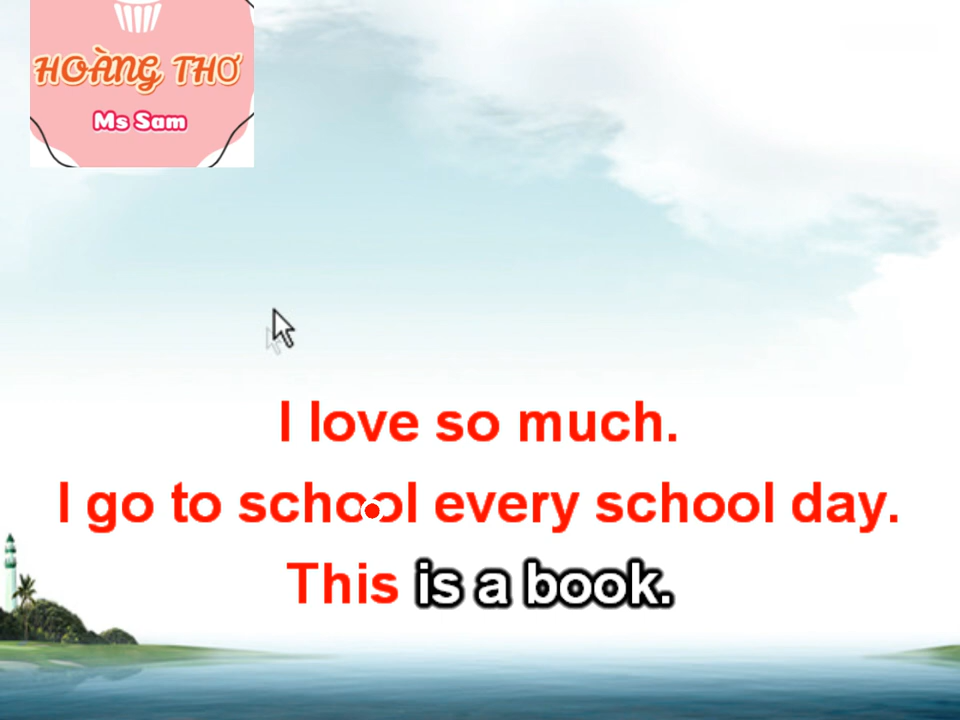 HOÀNG THƠ
Ms Sam
I love so much.
I go to school every school day.
This is a book.